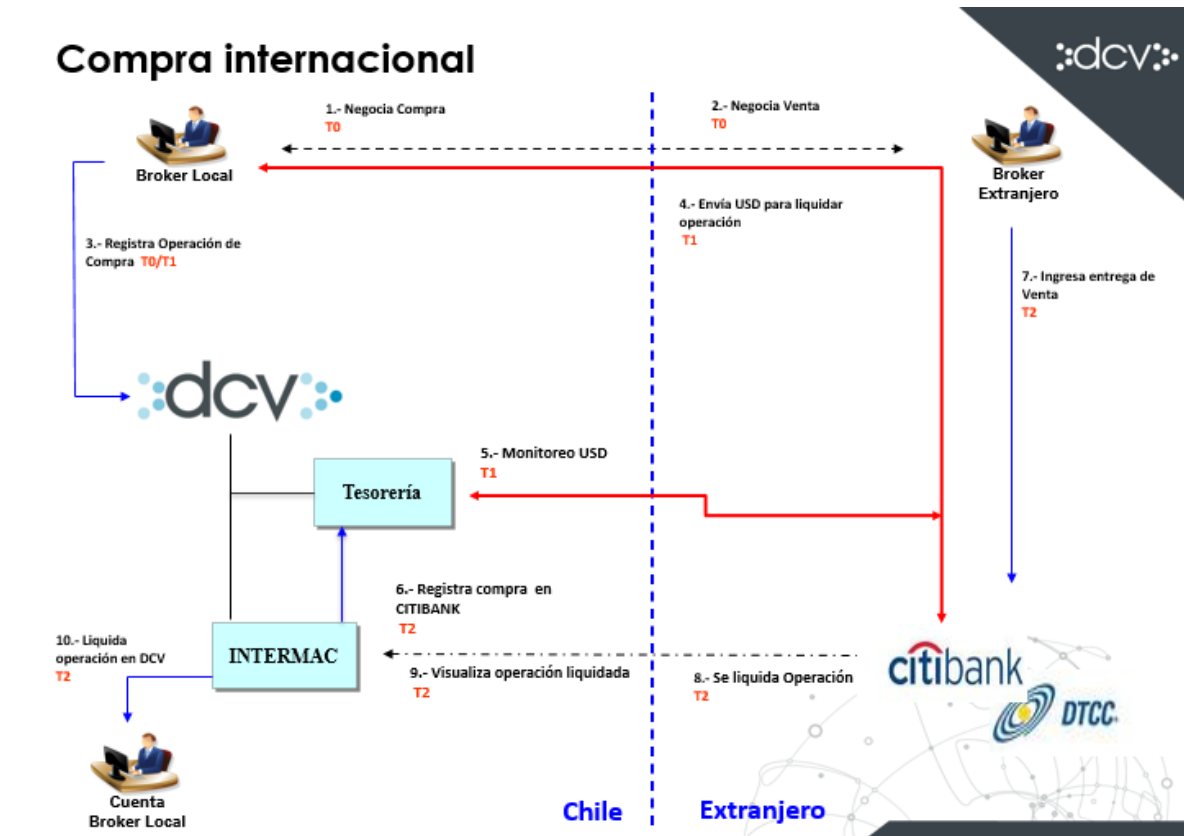 Compra internacional
:dcv:
1.- Negocia Compra
T0
2.- Negocia Venta
T0
Broker Local
Broker
Extranjero
3.- Registra Operación de
Compra T0/T1
4.- Envía USD para liquidar
operación
T1
7.- Ingresa entrega de
Venta
T2
:dcv:
5.- Monitoreo USD
T1
Tesorería
6.- Registra compra en
CITIBANK
T2
10.- Liquida
operación en DCV
T2
INTERMAC
9.- Visualiza operación liquidada
T2
8.- Se liquida Operación
T2
citibank
DTCC
Cuenta
Broker Local
Chile
Extranjero